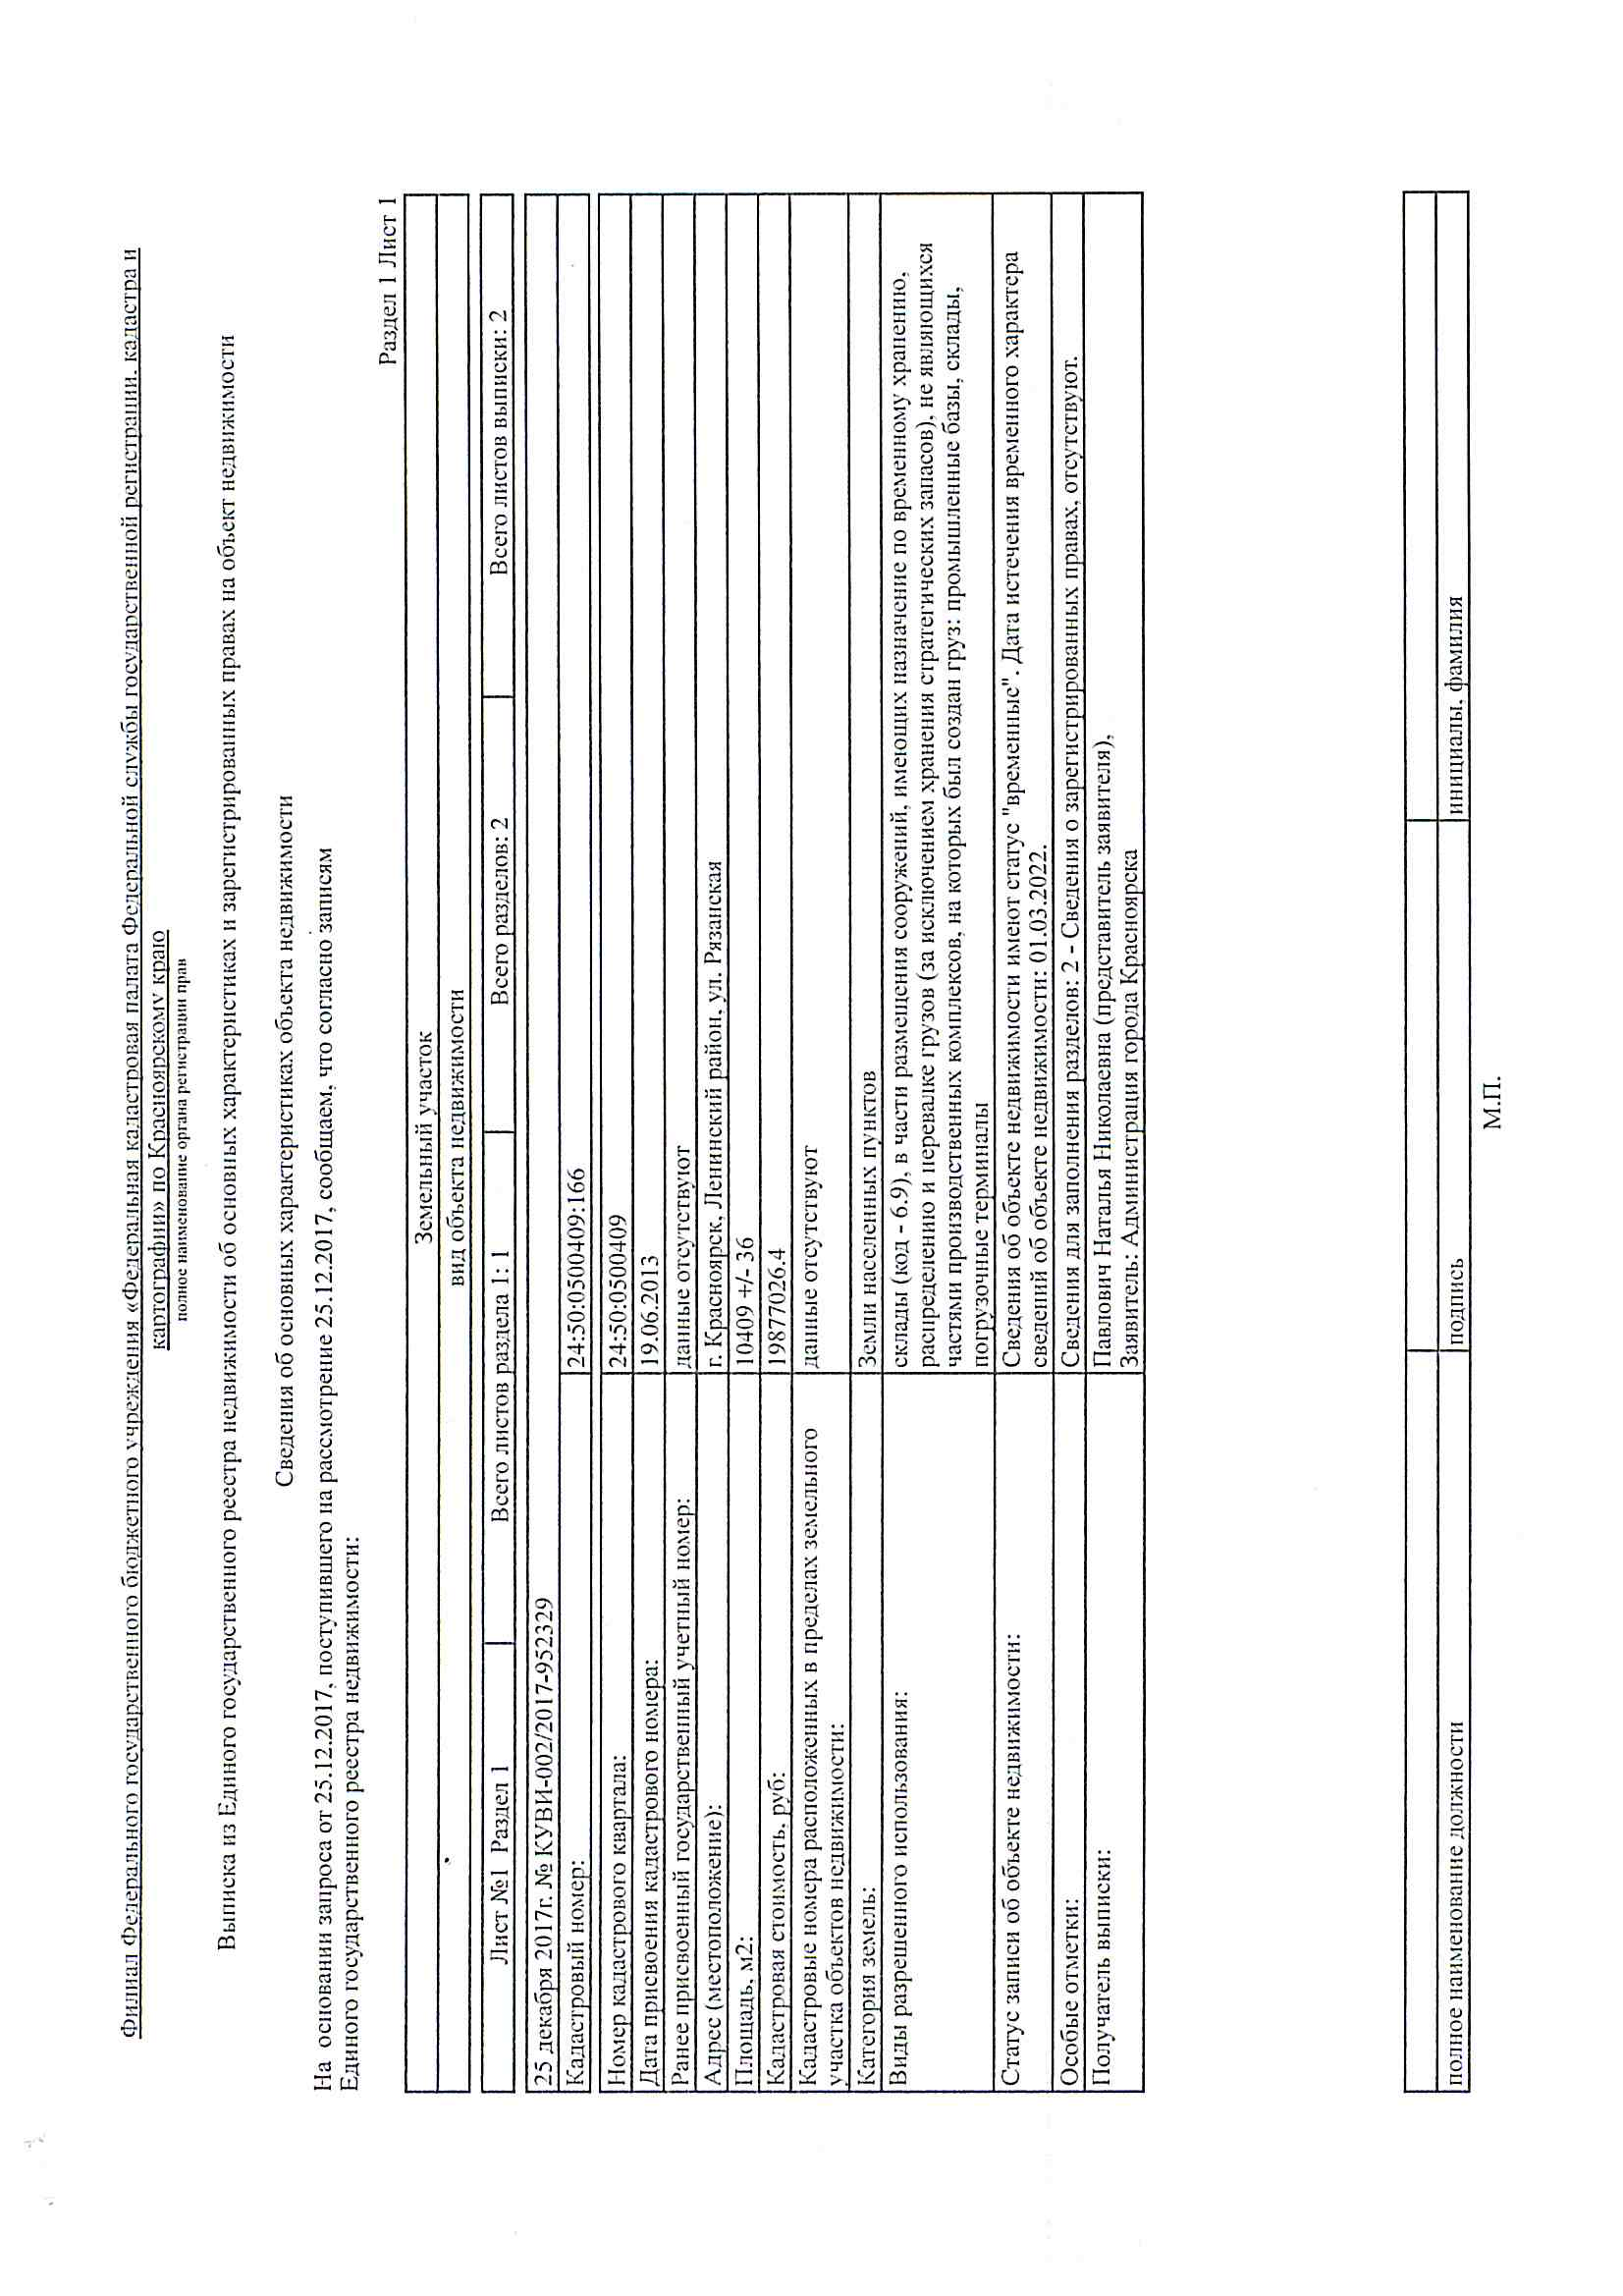 Филиал Федерального государственного бюджетного учреждения «Федеральная кадастровая палата Федеральной службы государственной регистрации, кадастра и
картографии» по Красноярскому краю
полное наименование органа регистрации прав
Выписка из Единого государственного реестра недвижимости об основных характеристиках и зарегистрированных правах на объект недвижимости
Сведения об основных характеристиках объекта недвижимости
На основании запроса от 25.12.2017, поступившего на рассмотрение 25.12.2017, сообщаем, что согласно записям
Единого государственного реестра недвижимости:
Раздел 1 Лист 1
Земельный участок
вид объекта недвижимости
Лист №1 Раздел 1 Всего листов раздела 1: 1 Всего разделов: 2 Всего листов выписки: 2
25 декабря 2017г. № КУВИ-002/2017-952329
Кадастровый номер: 24:50:0500409:166
Номер кадастрового квартала: 24:50:0500409
Дата присвоения кадастрового номера: 19.06.2013
Ранее присвоенный государственный учетный номер: данные отсутствуют
Адрес (местоположение): г. Красноярск, Ленинский район, ул. Рязанская
Площадь, м2: 10409 +/- 36
Кадастровая стоимость, руб: 19877026.4
Кадастровые номера расположенных в пределах земельного
участка объектов недвижимости: данные отсутствуют
Категория земель: Земли населенных пунктов
Виды разрешенного использования: склады (код - 6.9), в части размещения сооружений, имеющих назначение по временному хранению,
распределению и перевалке грузов (за исключением хранения стратегических запасов), не являющихся
частями производственных комплексов, на которых был создан груз: промышленные базы, склады,
погрузочные терминалы
Статус записи об объекте недвижимости: Сведения об объекте недвижимости имеют статус "временные". Дата истечения временного характера
сведений об объекте недвижимости: 01.03.2022.
Особые отметки: Сведения для заполнения разделов: 2 - Сведения о зарегистрированных правах, отсутствуют.
Получатель выписки: Павлович Наталья Николаевна (представитель заявителя),
Заявитель: Администрация города Красноярска
полное наименование должности подпись инициалы, фамилия
М.П.